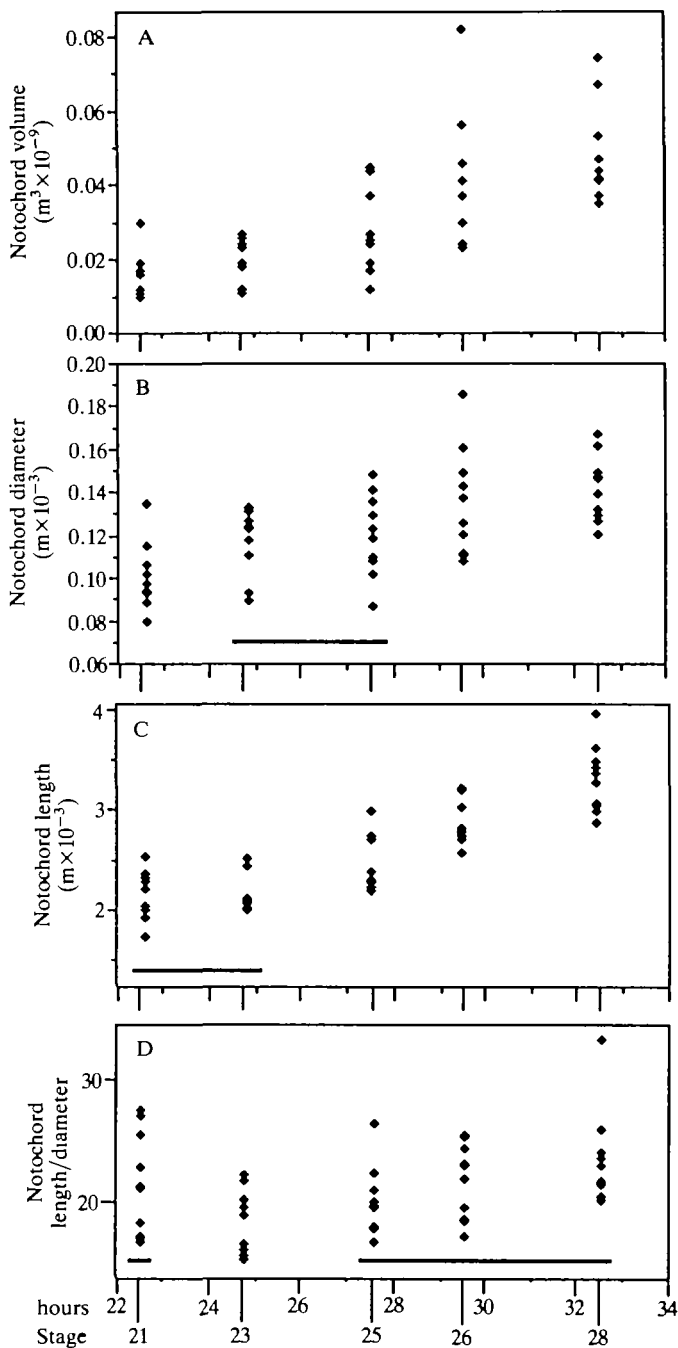 A
Notochord volume
(m³×10⁻⁹)
0.08
0.06
0.04
0.02
0.00
B
Notochord diameter
(m×10⁻³)
0.20
0.18
0.16
0.14
0.12
0.10
0.08
0.06
C
Notochord length
(m×10⁻³)
4
3
2
D
Notochord
length/diameter
30
20
hours
22 24 26 28 30 32 34
Stage
21 23 25 26 28